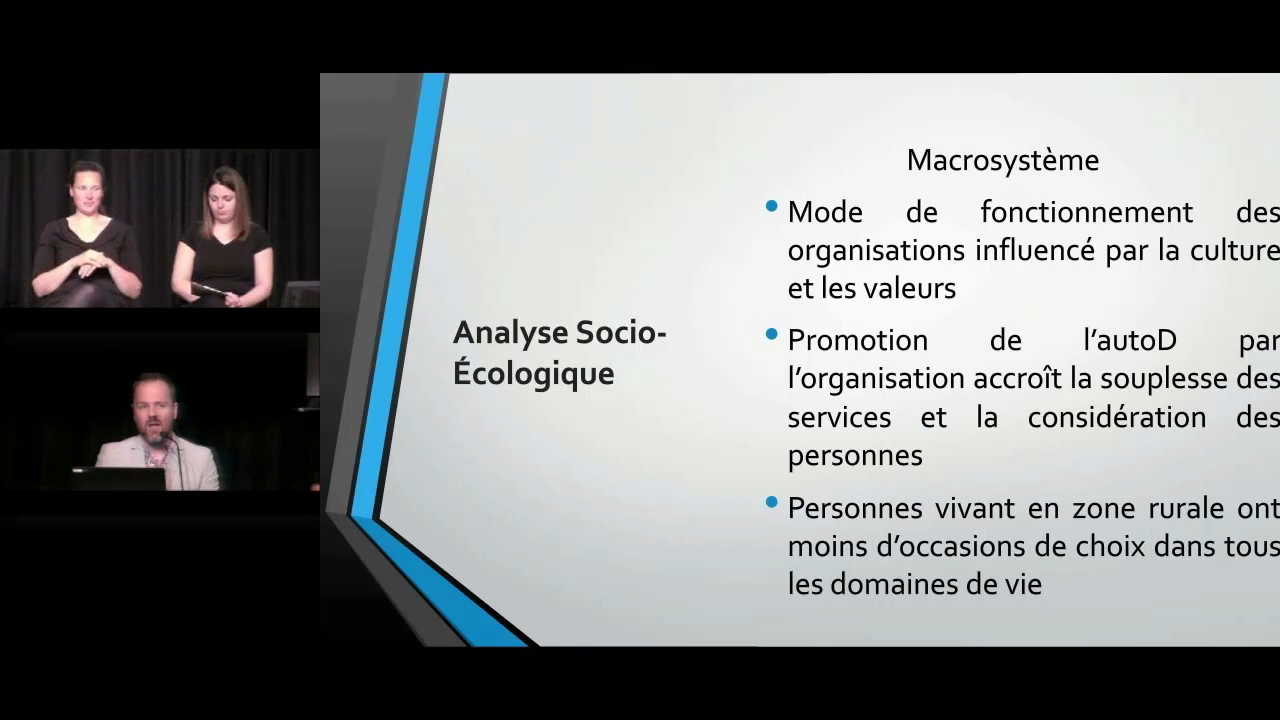 Analyse Socio-
Écologique
Macrosystème
• Mode de fonctionnement des
organisations influencé par la culture
et les valeurs
• Promotion de l’autoD par
l’organisation accroît la souplesse des
services et la considération des
personnes
• Personnes vivant en zone rurale ont
moins d’occasions de choix dans tous
les domaines de vie